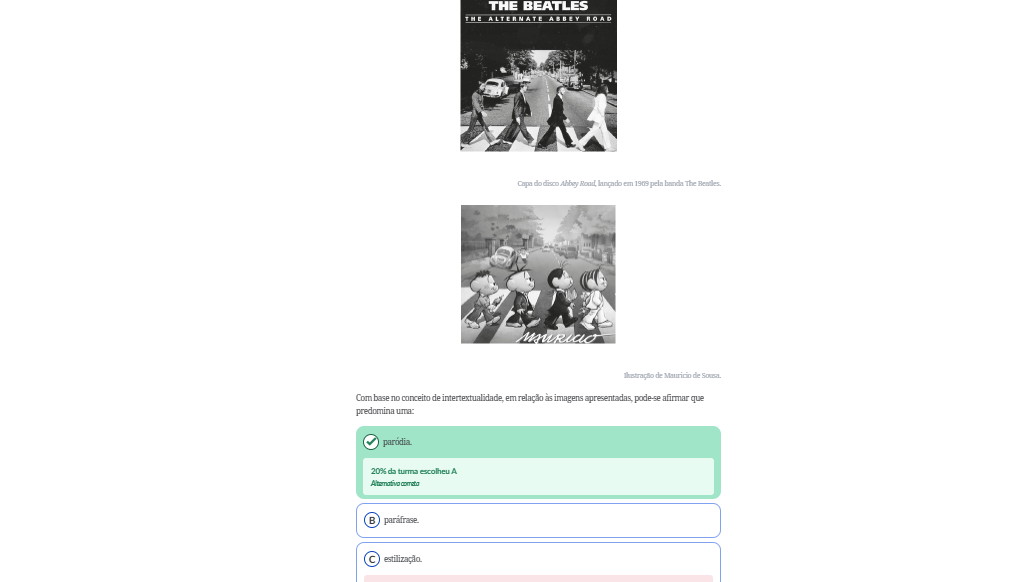 THE BEATLES
THE ALTERNATE ABBEY ROAD
Capa do disco Abbey Road, lançado em 1969 pela banda The Beatles.
MAURICIO
Ilustração de Mauricio de Sousa.
Com base no conceito de intertextualidade, em relação às imagens apresentadas, pode-se afirmar que
predomina uma:
paródia.
20% da turma escolheu A
Alternativa correta
B paráfrase.
C estilização.